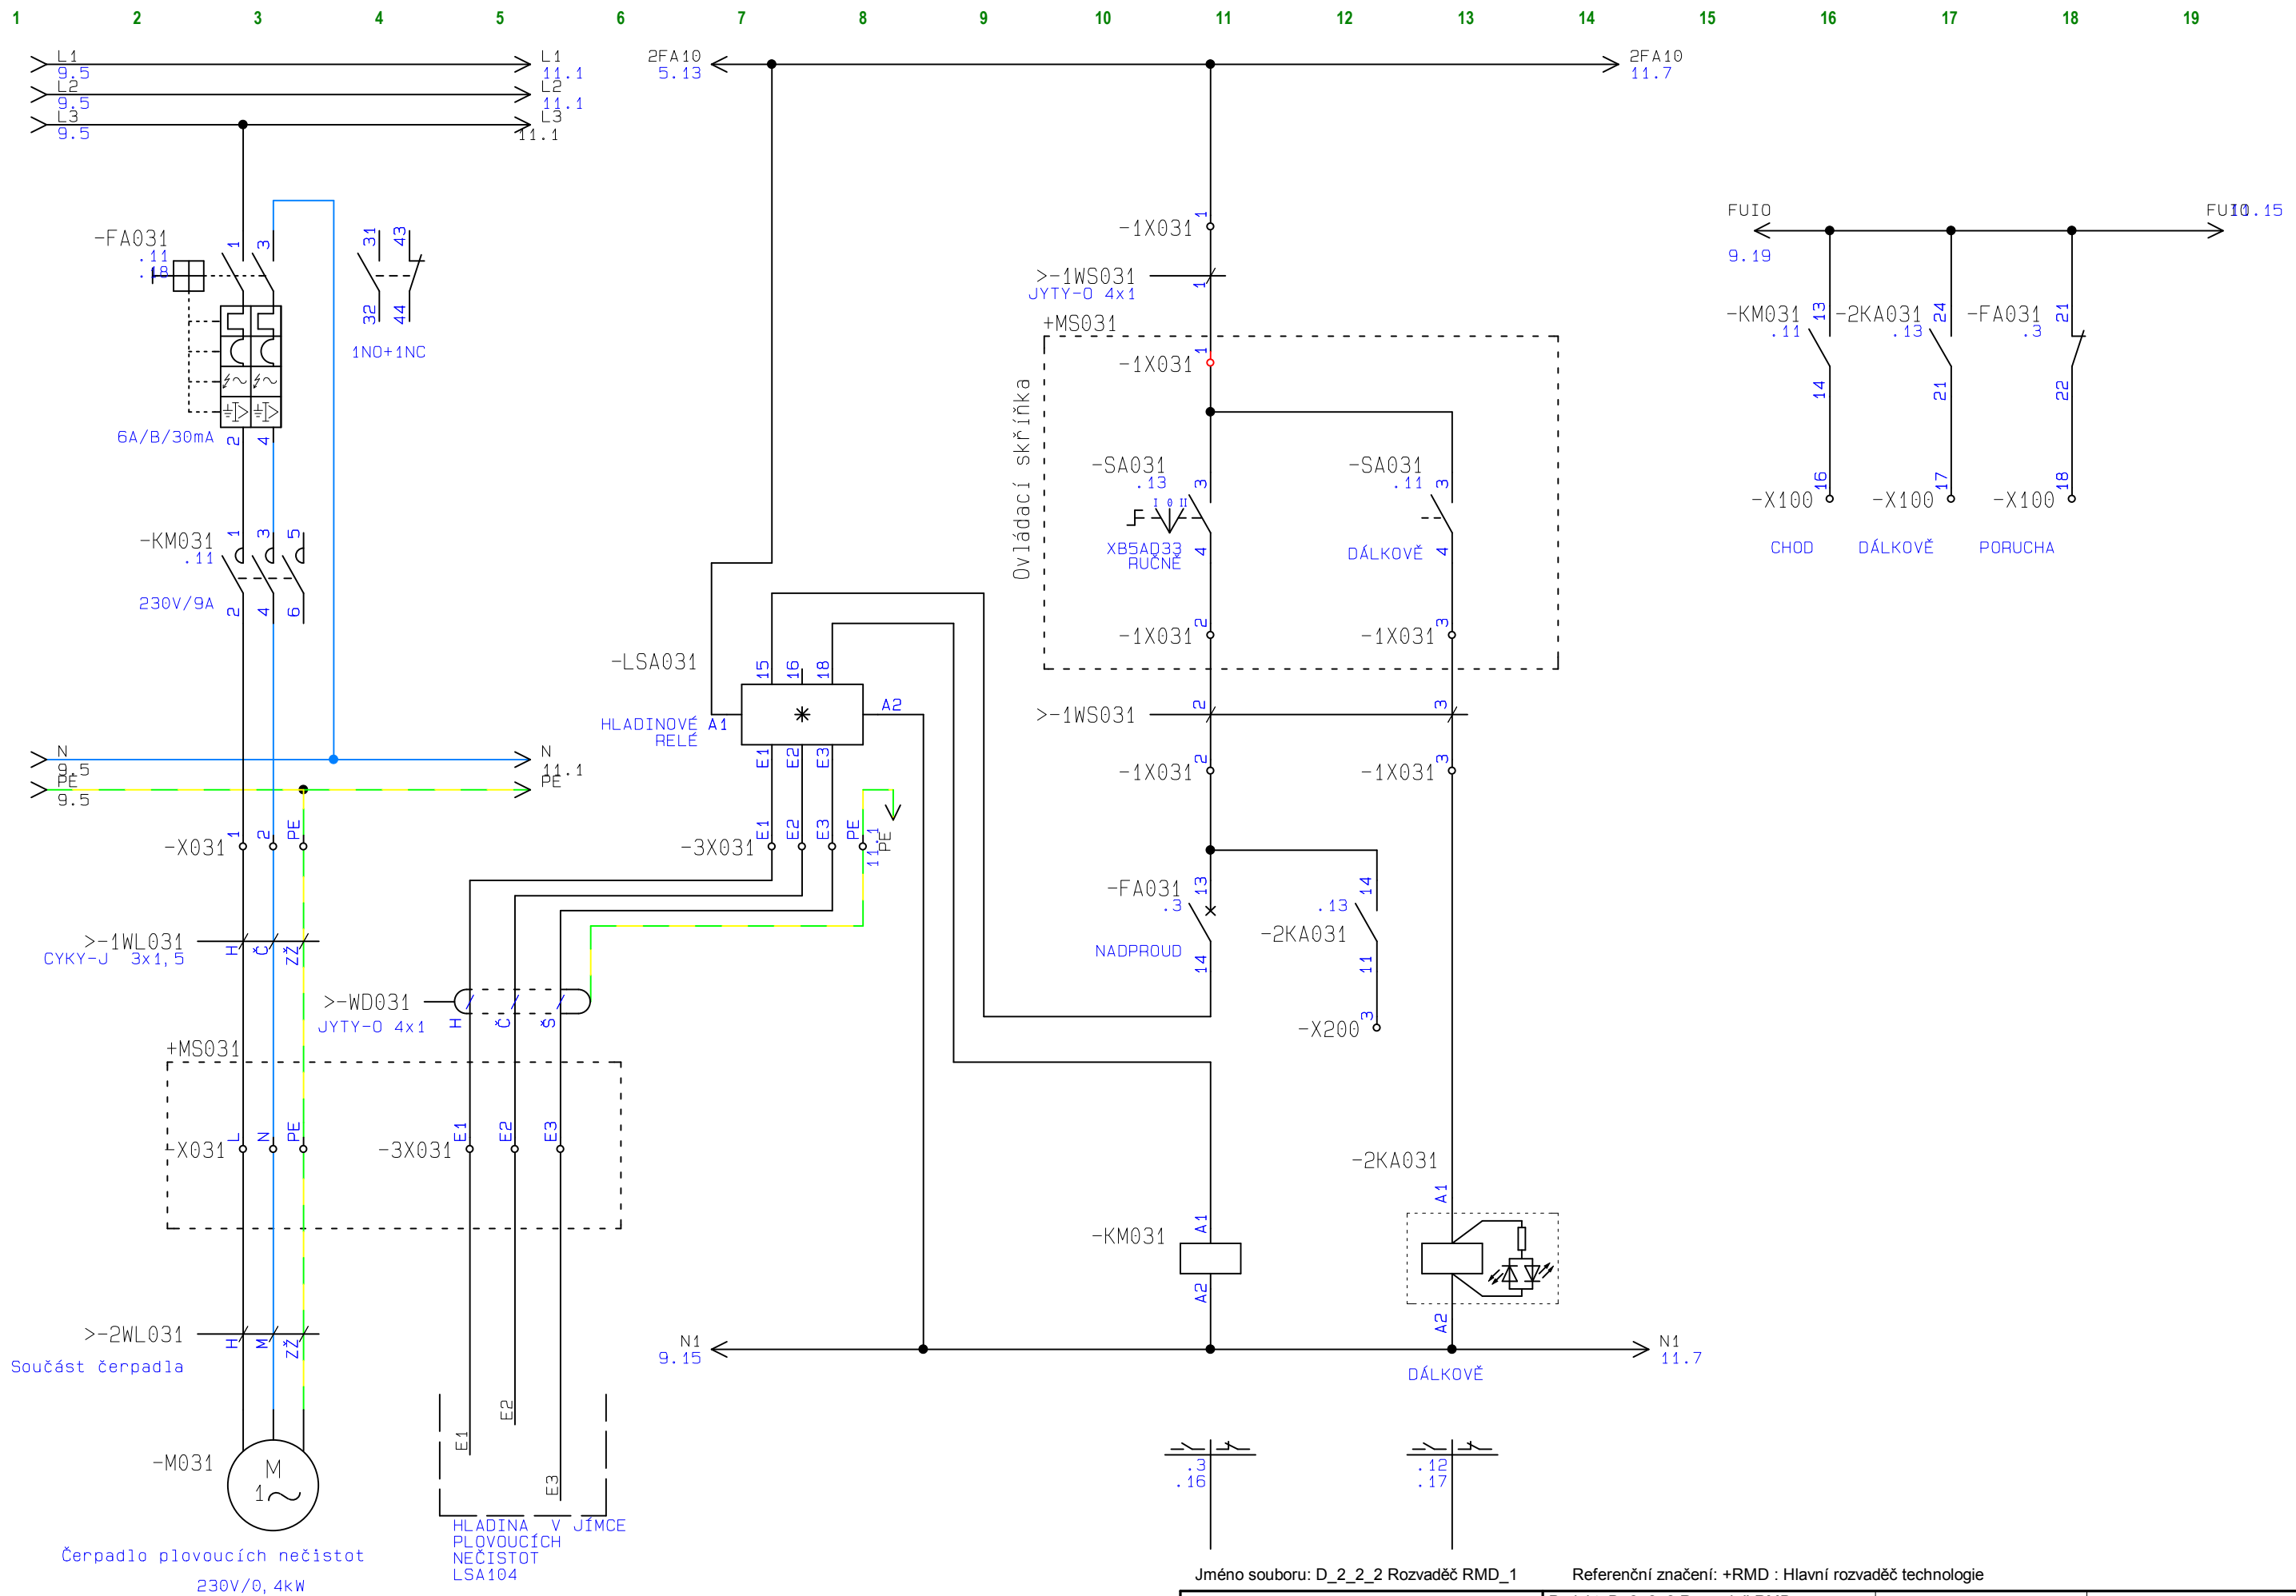 1 2 3 4 5 6 7 8 9 10 11 12 13 14 15 16 17 18 19
L1
9.5
L1
11.1
L2
9.5
L2
11.1
L3
9.5
L3
11.1
2FA10
5.13
2FA10
11.7
-FA031
.11
.18
1 3
31 43
32 44
1NO+1NC
6A/B/30mA
2 4
-KM031
.11
1 3 5
230V/9A
2 4 6
N
9.5
N
11.1
PE
9.5
PE
-X031
1 2 PE
>-1WL031
CYKY-J 3x1,5
H Č ZŽ
>-WD031
JYTY-O 4x1
H Č Š
+MS031
-X031
L N PE
-3X031
E1 E2 E3
>-2WL031
Součást čerpadla
H M ZŽ
-M031
M
1
Čerpadlo plovoucích nečistot
230V/0,4kW
E1 E2 E3
HLADINA V JÍMCE
PLOVOUCÍCH
NEČISTOT
LSA104
-LSA031
15 16 18
A2
HLADINOVÉ A1
RELÉ
E1 E2 E3
-3X031
E1 E2 E3 PE
11.1
PE
-1X031
1
>-1WS031
JYTY-O 4x1
1
+MS031
Ovládací skříňka
-1X031
1
-SA031
.13
3
I 0 II
XB5AD33
RUČNĚ
4
-SA031
.11
3
DÁLKOVĚ
4
-1X031
2
-1X031
3
>-1WS031
2 3
-1X031
2
-1X031
3
-FA031
.3
13
NADPROUD
14
14
.13
-2KA031
11
-X200
3
-KM031
A1
A2
-2KA031
A1
A2
N1
9.15
N1
11.7
DÁLKOVĚ
.3
.16
.12
.17
FUIO
9.19
FUIO
11.15
-KM031
.11
13
14
-2KA031
.13
24
21
-FA031
.3
21
22
-X100
16
-X100
17
-X100
18
CHOD DÁLKOVĚ PORUCHA
Jméno souboru: D_2_2_2 Rozvaděč RMD_1 Referenční značení: +RMD : Hlavní rozvaděč technologie